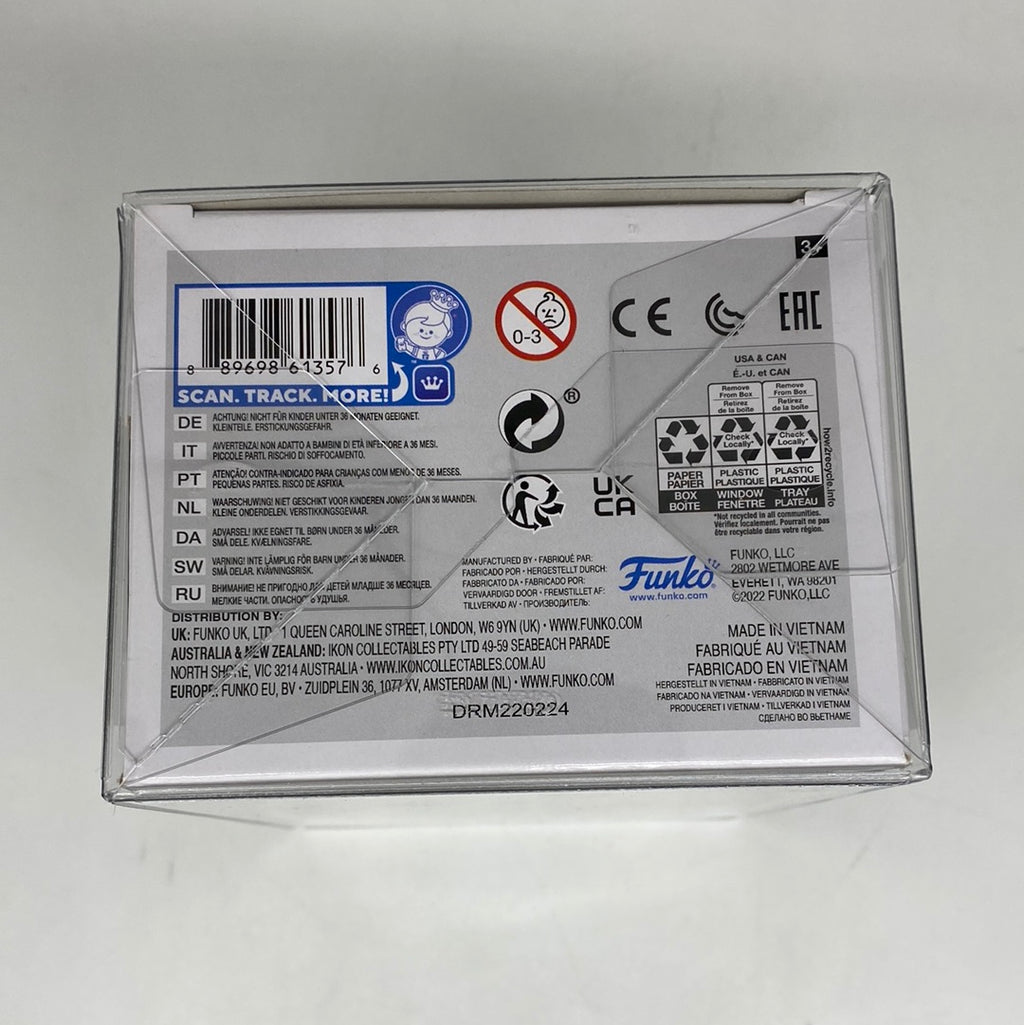 3+
8 89698 61357 6
SCAN. TRACK. MORE!
™
0-3
CE
EAC
DE ACHTUNG! NICHT FÜR KINDER UNTER 36 MONATEN GEEIGNET.
KLEINTEILE. ERSTICKUNGSGEFAHR.
IT AVVERTENZA! NON ADATTO A BAMBINI DI ETÀ INFERIORE A 36 MESI.
PICCOLE PARTI. RISCHIO DI SOFFOCAMENTO.
PT ATENÇÃO! CONTRA-INDICADO PARA CRIANÇAS COM MENOS DE 36 MESES.
PEQUENAS PARTES. RISCO DE ASFIXIA.
NL WAARSCHUWING! NIET GESCHIKT VOOR KINDEREN JONGER DAN 36 MAANDEN.
KLEINE ONDERDELEN. VERSTIKKINGSGEVAAR.
DA ADVARSEL! IKKE EGNET TIL BØRN UNDER 36 MÅNEDER.
SMÅ DELE. KVÆLNINGSFARE.
SW VARNING! INTE LÄMPLIG FÖR BARN UNDER 36 MÅNADER.
SMÅ DELAR. KVÄVNINGSRISK.
RU ВНИМАНИЕ! НЕ ПРИГОДНО ДЛЯ ДЕТЕЙ МЛАДШЕ 36 МЕСЯЦЕВ.
МЕЛКИЕ ЧАСТИ. ОПАСНОСТЬ УДУШЬЯ.
®
UK
CA
USA & CAN
É.-U. et CAN
Remove From Box
Retirez de la boîte
Remove From Box
Retirez de la boîte
Check Locally*
Check Locally*
PAPER PAPIER
PLASTIC PLASTIQUE
PLASTIC PLASTIQUE
BOX BOÎTE
WINDOW FENÊTRE
TRAY PLATEAU
how2recycle.info
*Not recycled in all communities.
Vérifiez localement. Pourrait ne pas
être recyclable dans votre région.
MANUFACTURED BY • FABRIQUÉ PAR:
FABRICADO POR • HERGESTELLT DURCH:
FABBRICATO DA • FABRICADO POR:
VERVAARDIGD DOOR • FREMSTILLET AF:
TILLVERKAD AV • ПРОИЗВОДИТЕЛЬ:
Funko®
www.funko.com
FUNKO, LLC
2802 WETMORE AVE
EVERETT, WA 98201
©2022 FUNKO,LLC
DISTRIBUTION BY:
UK: FUNKO UK, LTD • 1 QUEEN CAROLINE STREET, LONDON, W6 9YN (UK) • WWW.FUNKO.COM
AUSTRALIA & NEW ZEALAND: IKON COLLECTABLES PTY LTD 49-59 SEABEACH PARADE
NORTH SHORE, VIC 3214 AUSTRALIA • WWW.IKONCOLLECTABLES.COM.AU
EUROPE: FUNKO EU, BV • ZUIDPLEIN 36, 1077 XV, AMSTERDAM (NL) • WWW.FUNKO.COM
DRM220224
MADE IN VIETNAM
FABRIQUÉ AU VIETNAM
FABRICADO EN VIETNAM
HERGESTELLT IN VIETNAM • FABBRICATO IN VIETNAM
FABRICADO NA VIETNAM • VERVAARDIGD IN VIETNAM
PRODUCERET I VIETNAM • TILLVERKAD I VIETNAM
СДЕЛАНО ВО ВЬЕТНАМЕ